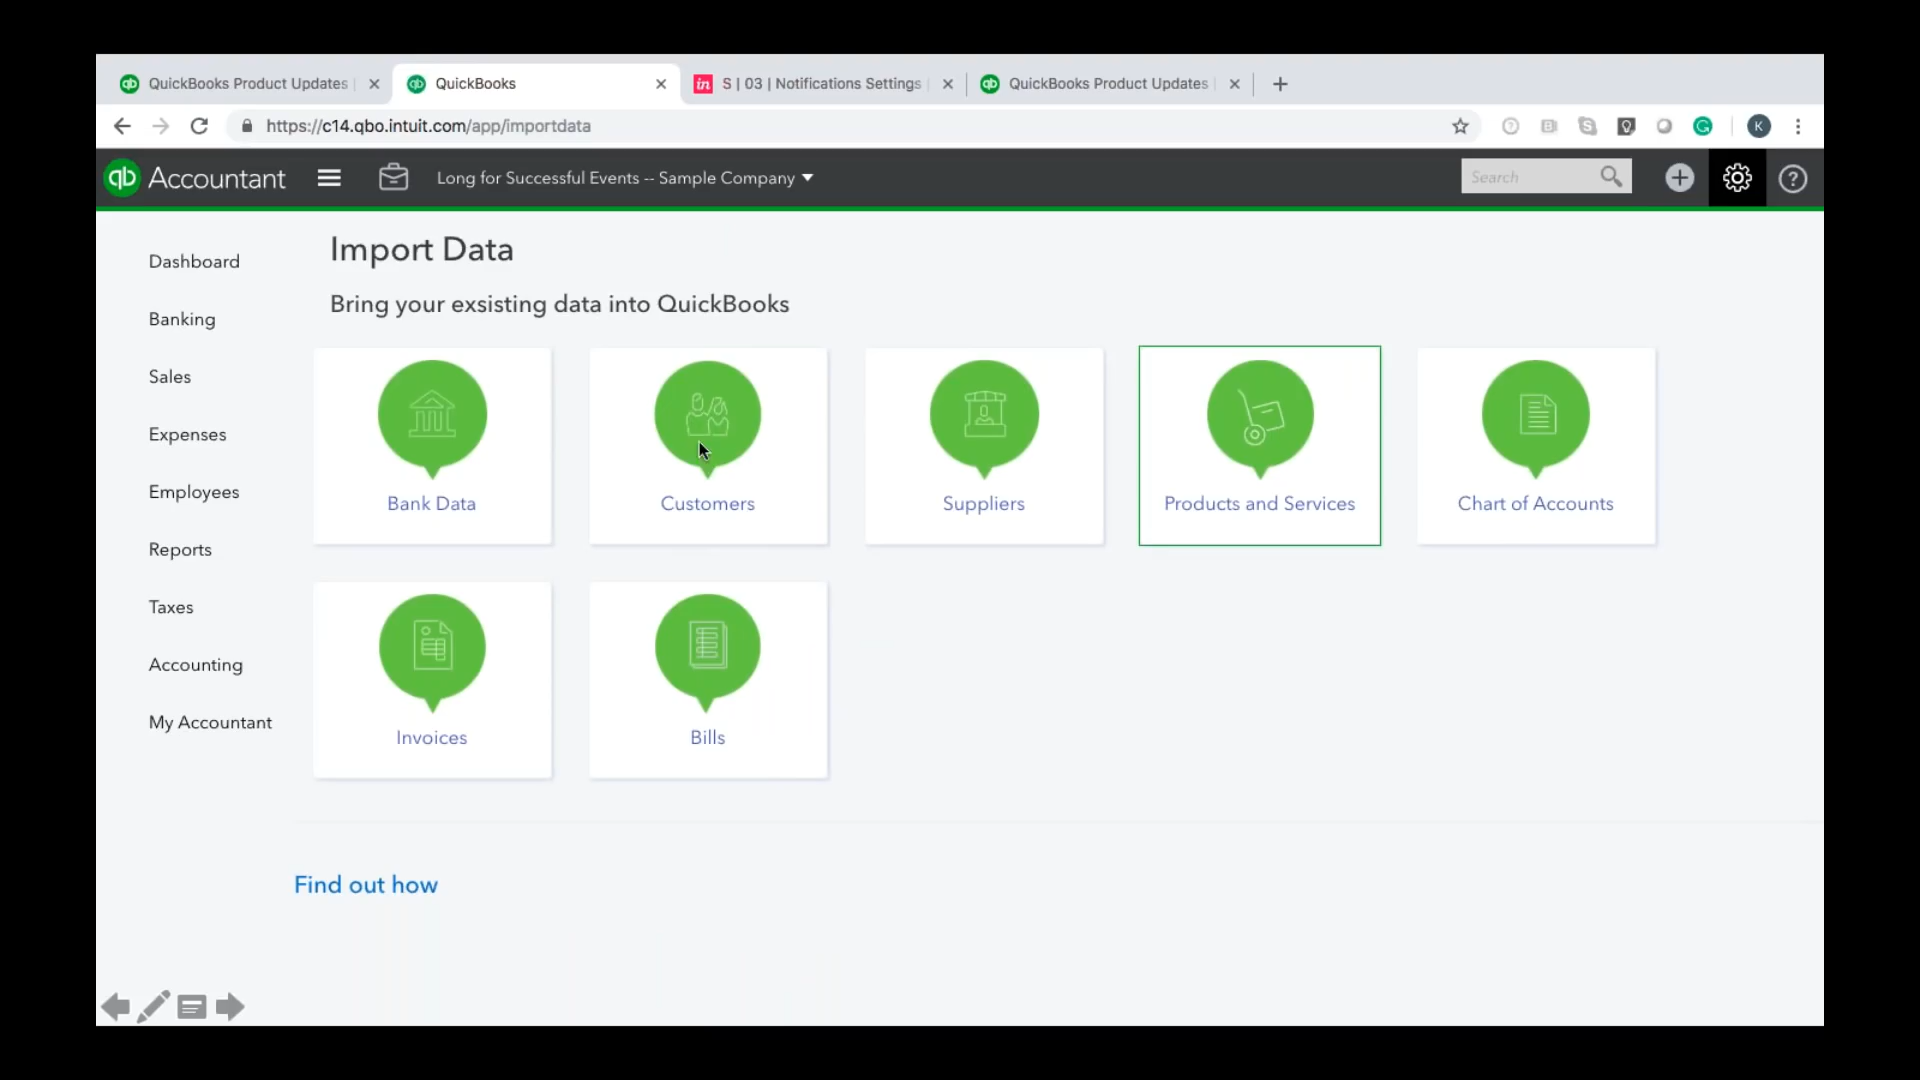 QuickBooks Product Updates
QuickBooks
S | 03 | Notifications Settings
QuickBooks Product Updates
https://c14.qbo.intuit.com/app/importdata
K
qb Accountant
Long for Successful Events -- Sample Company
Search
Import Data
Bring your exsisting data into QuickBooks
Dashboard
Banking
Sales
Expenses
Employees
Reports
Taxes
Accounting
My Accountant
Bank Data
Customers
Suppliers
Products and Services
Chart of Accounts
Invoices
Bills
Find out how